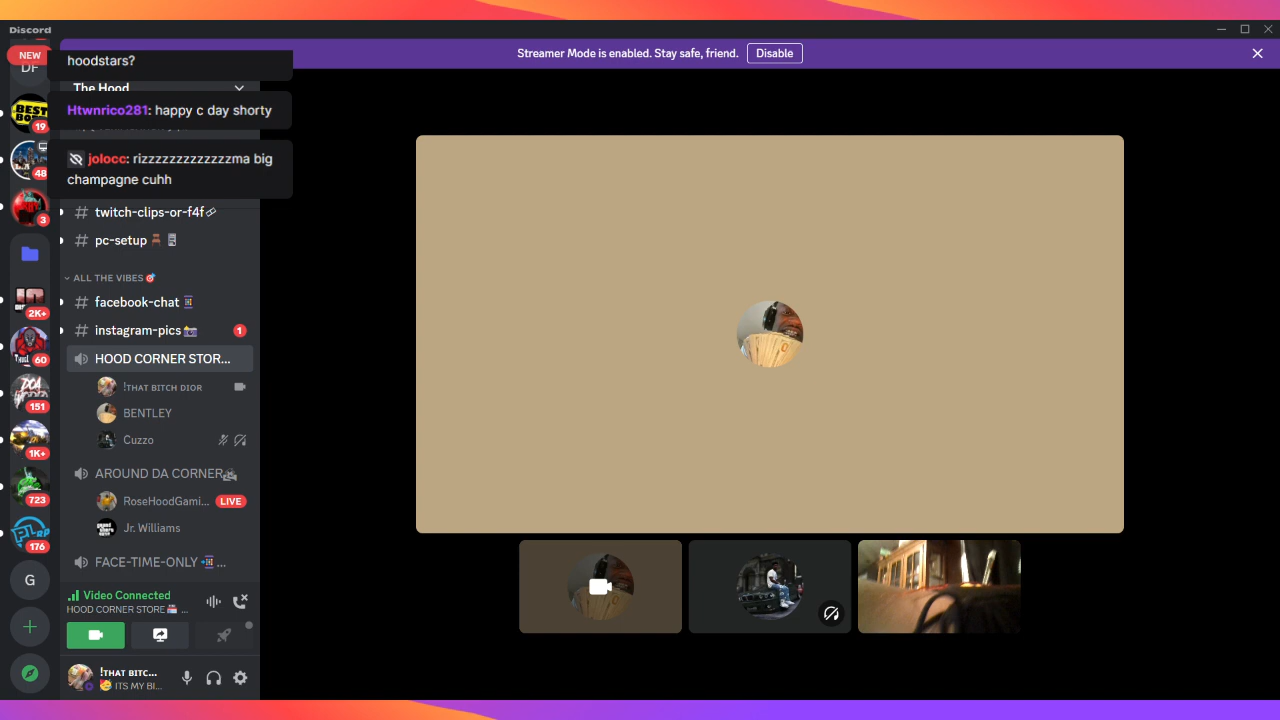 Discord
Streamer Mode is enabled. Stay safe, friend.
Disable
NEW
DF
hoodstars?
The Hood
Htwnrico281: happy c day shorty
jolocc: rizzzzzzzzzzzzzma big
champagne cuhh
BEST
19
48
3
2K+
60
151
1K+
723
176
G
twitch-clips-or-f4f
pc-setup
ALL THE VIBES
facebook-chat
instagram-pics
1
HOOD CORNER STOR...
!THAT BITCH DIOR
BENTLEY
Cuzzo
AROUND DA CORNER
RoseHoodGami...
LIVE
Jr. Williams
FACE-TIME-ONLY ...
Video Connected
HOOD CORNER STORE ...
!THAT BITC...
ITS MY BI...